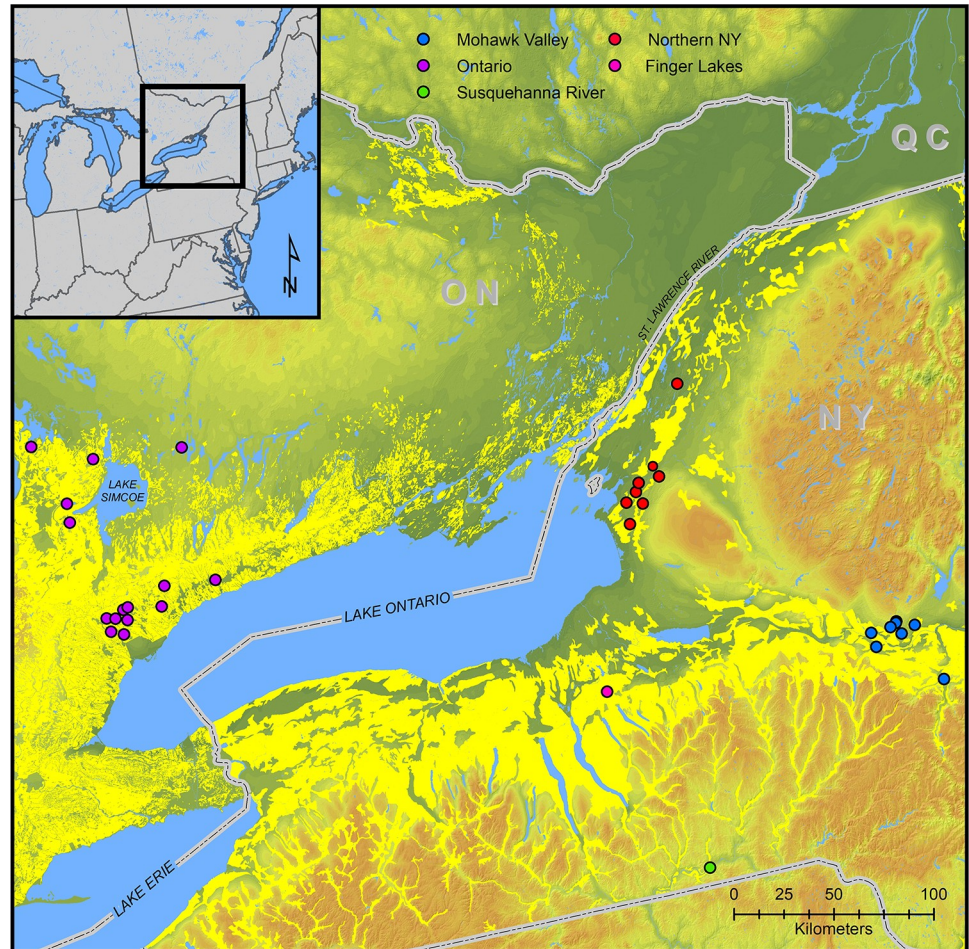 Mohawk Valley
Northern NY
Ontario
Finger Lakes
Susquehanna River
QC
ON
ST. LAWRENCE RIVER
N
NY
LAKE
SIMCOE
LAKE ONTARIO
LAKE ERIE
0 25 50 100
Kilometers